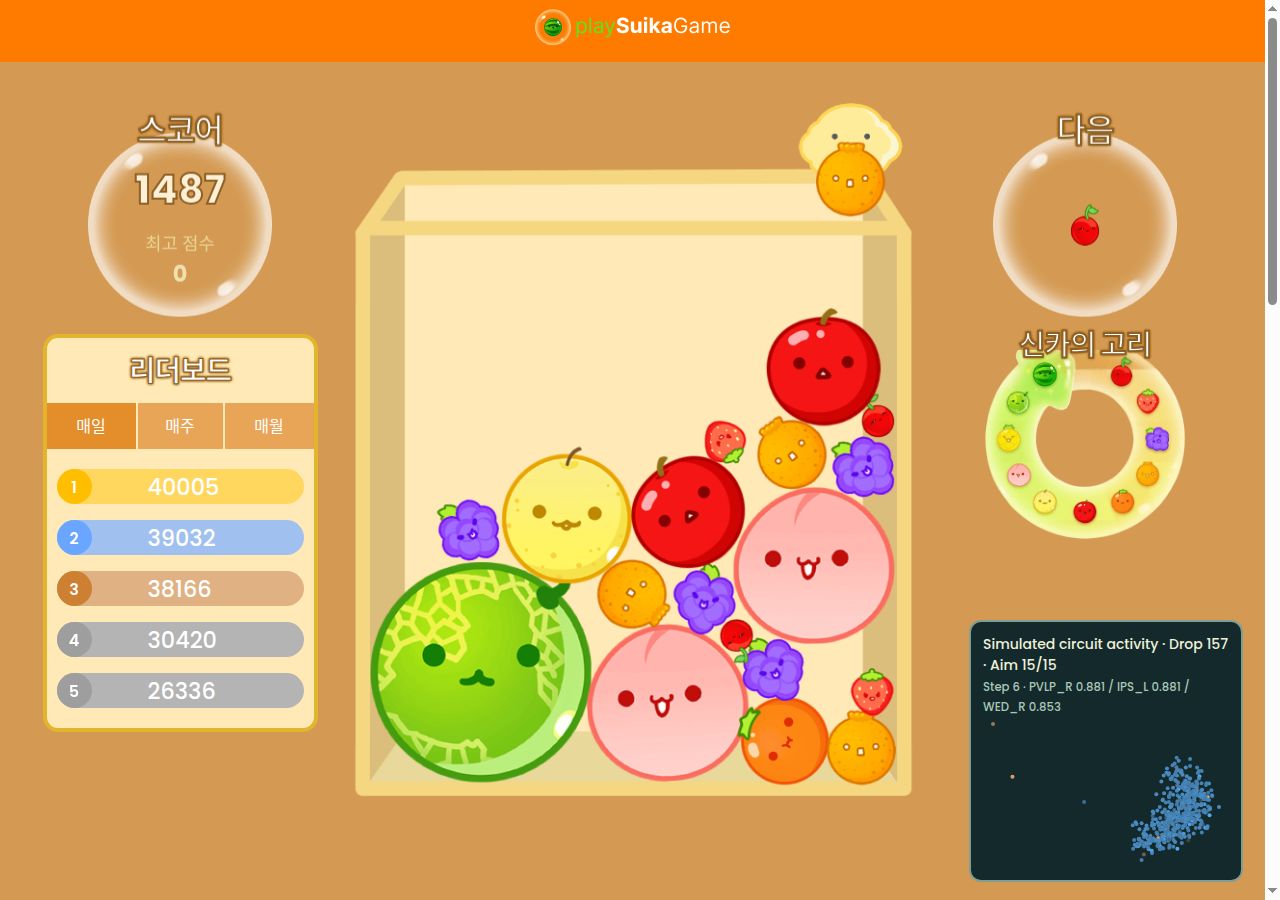 playSuikaGame
스코어
1487
최고 점수
0
리더보드
매일 매주 매월
1 40005
2 39032
3 38166
4 30420
5 26336
다음
신카의 고리
Simulated circuit activity · Drop 157
· Aim 15/15
Step 6 · PVLP_R 0.881 / IPS_L 0.881 /
WED_R 0.853